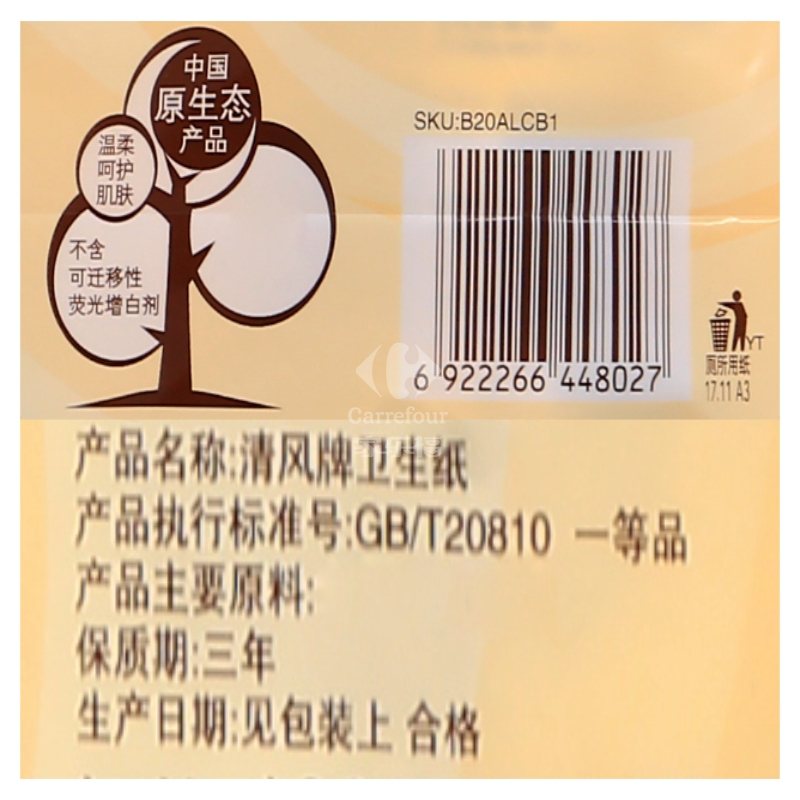 中国
原生态
产品
温柔
呵护
肌肤
不含
可迁移性
荧光增白剂
SKU:B20ALCB1
6 922266 448027
YT
厕所用纸
17.11 A3
Carrefour
家乐福
产品名称:清风牌卫生纸
产品执行标准号:GB/T20810 一等品
产品主要原料:
保质期:三年
生产日期:见包装上 合格